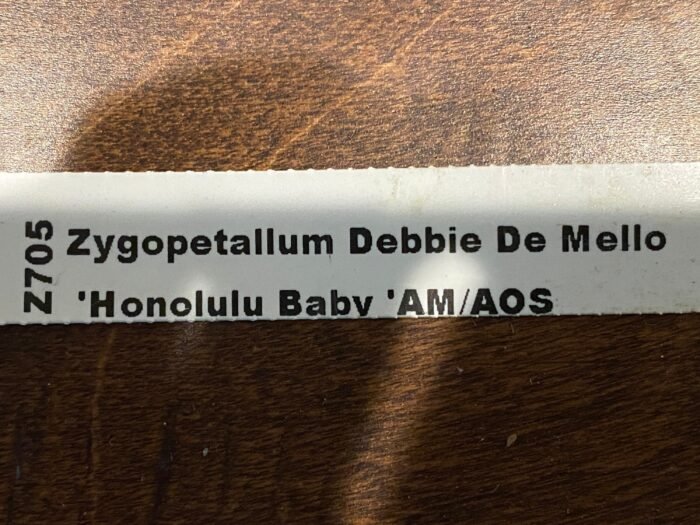 Z705
Zygopetallum Debbie De Mello
'Honolulu Baby 'AM/AOS